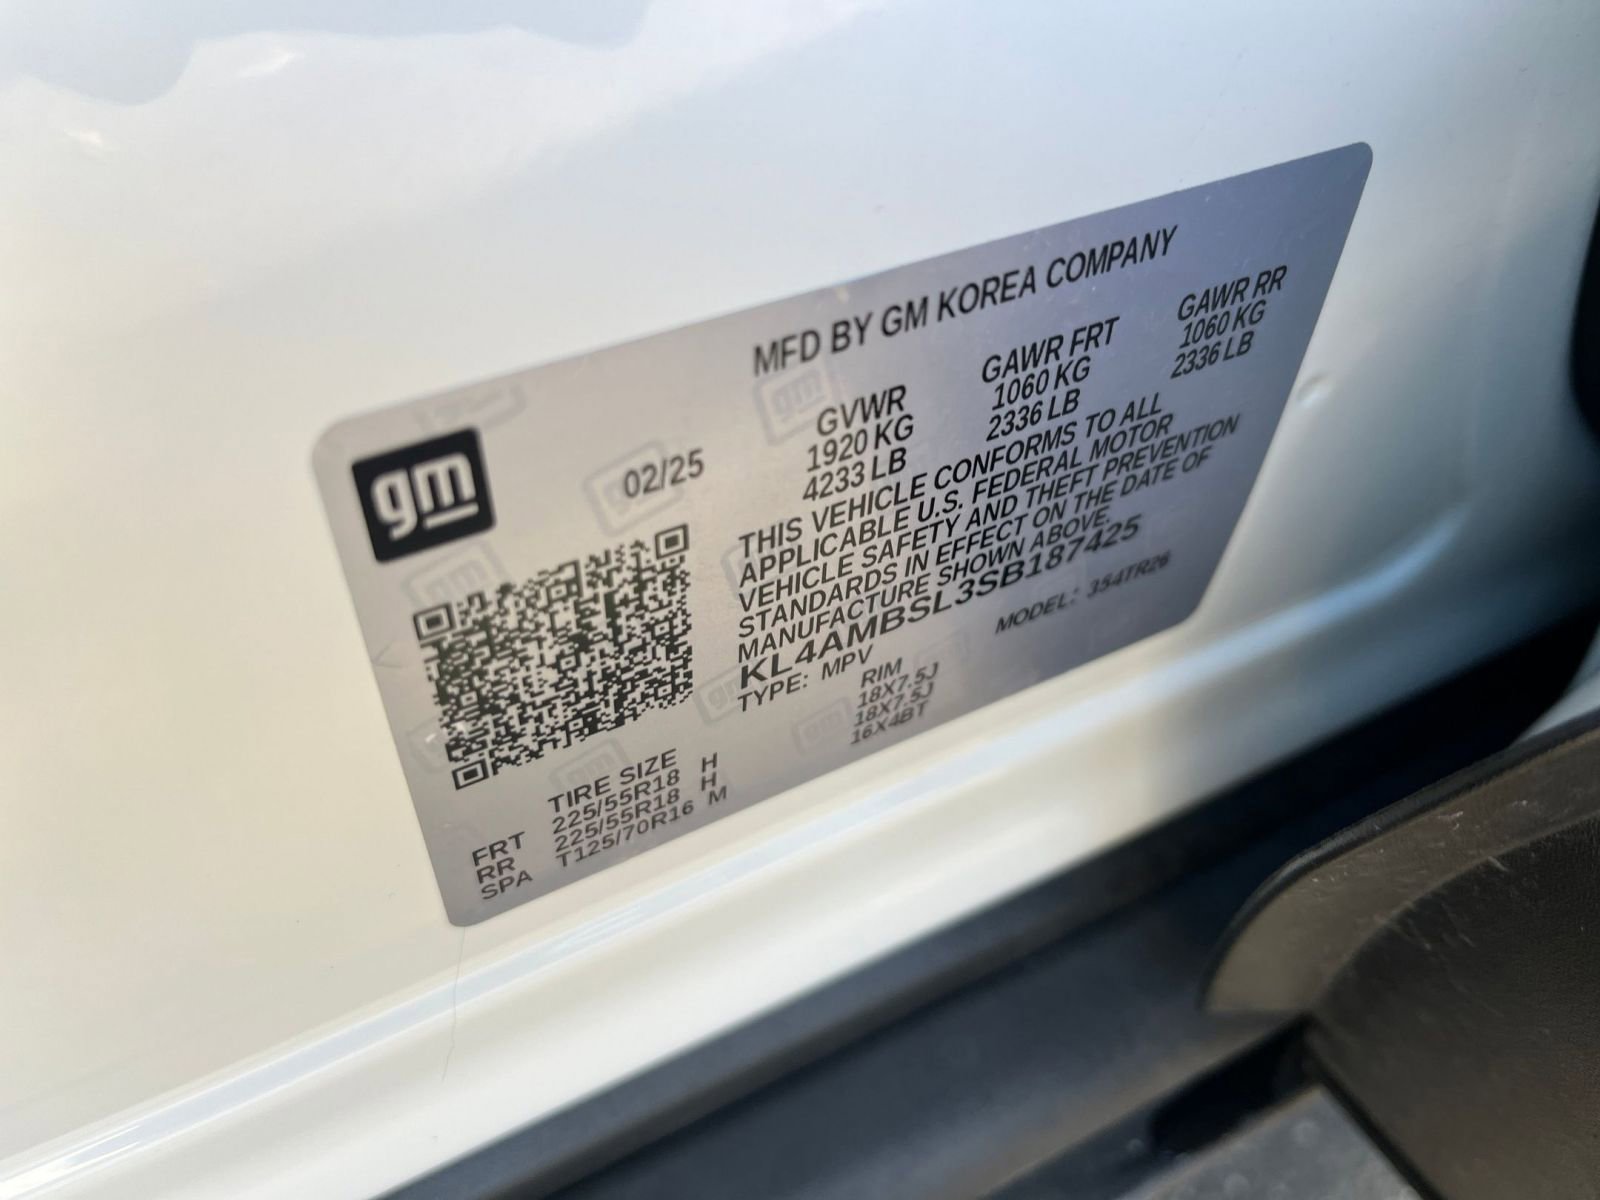 gm
02/25
MFD BY GM KOREA COMPANY
GVWR GAWR FRT GAWR RR
1920 KG 1060 KG 1060 KG
4233 LB 2336 LB 2336 LB
THIS VEHICLE CONFORMS TO ALL
APPLICABLE U.S. FEDERAL MOTOR
VEHICLE SAFETY AND THEFT PREVENTION
STANDARDS IN EFFECT ON THE DATE OF
MANUFACTURE SHOWN ABOVE.
KL4AMBSL3SB187425
TYPE: MPV MODEL: 354TR26
TIRE SIZE RIM
FRT 225/55R18 H 18X7.5J
RR 225/55R18 H 18X7.5J
SPA T125/70R16 M 16X4BT